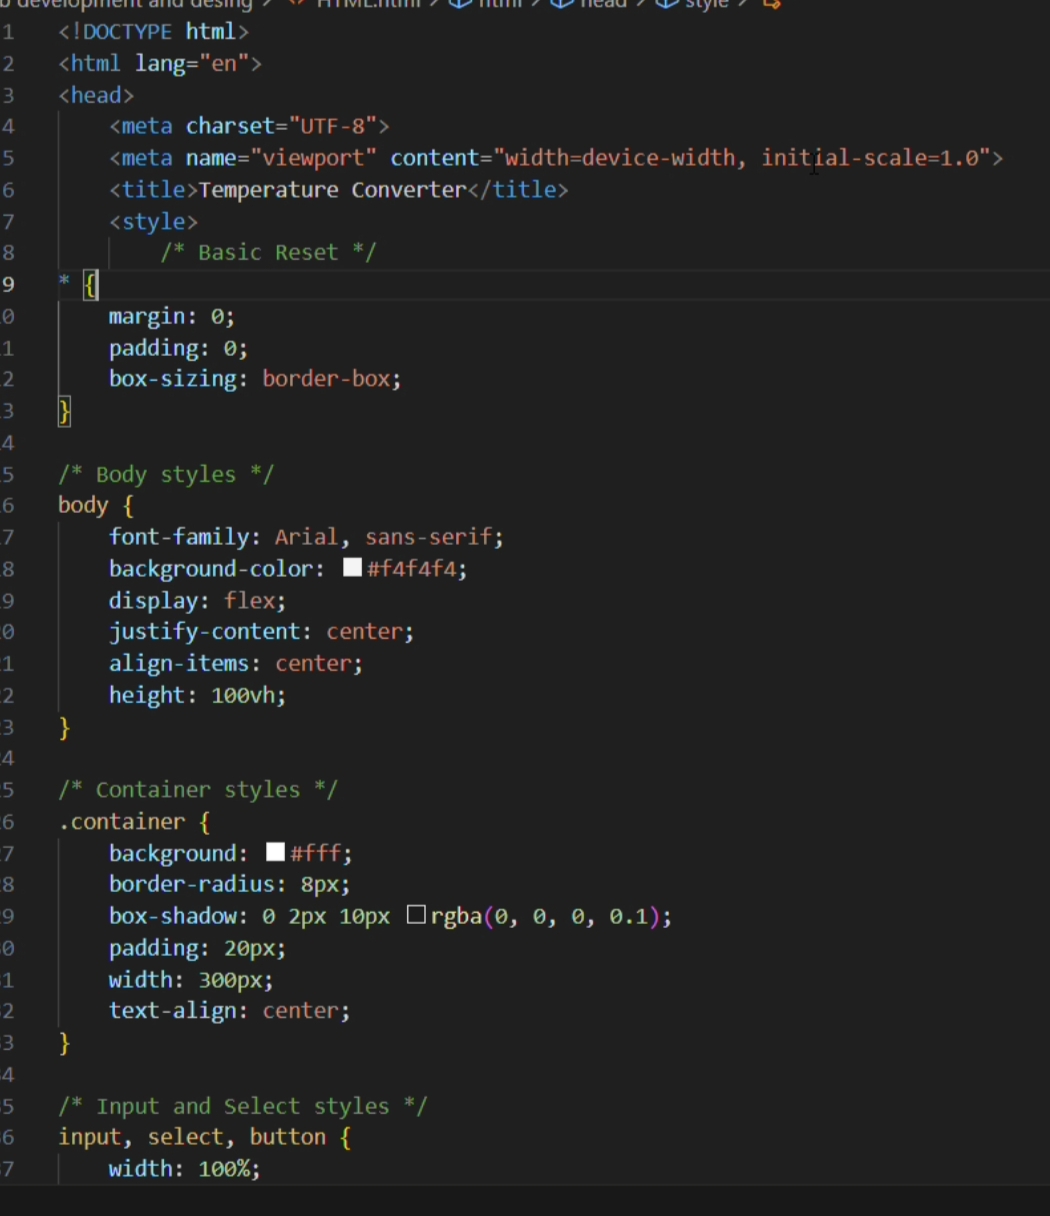 b development and desing > HTML.html > html > head > style >
1 <!DOCTYPE html>
2 <html lang="en">
3 <head>
4 <meta charset="UTF-8">
5 <meta name="viewport" content="width=device-width, initial-scale=1.0">
6 <title>Temperature Converter</title>
7 <style>
8 /* Basic Reset */
9 * {
0 margin: 0;
1 padding: 0;
2 box-sizing: border-box;
3 }
4
5 /* Body styles */
6 body {
7 font-family: Arial, sans-serif;
8 background-color: #f4f4f4;
9 display: flex;
0 justify-content: center;
1 align-items: center;
2 height: 100vh;
3 }
4
5 /* Container styles */
6 .container {
7 background: #fff;
8 border-radius: 8px;
9 box-shadow: 0 2px 10px rgba(0, 0, 0, 0.1);
0 padding: 20px;
1 width: 300px;
2 text-align: center;
3 }
4
5 /* Input and Select styles */
6 input, select, button {
7 width: 100%;